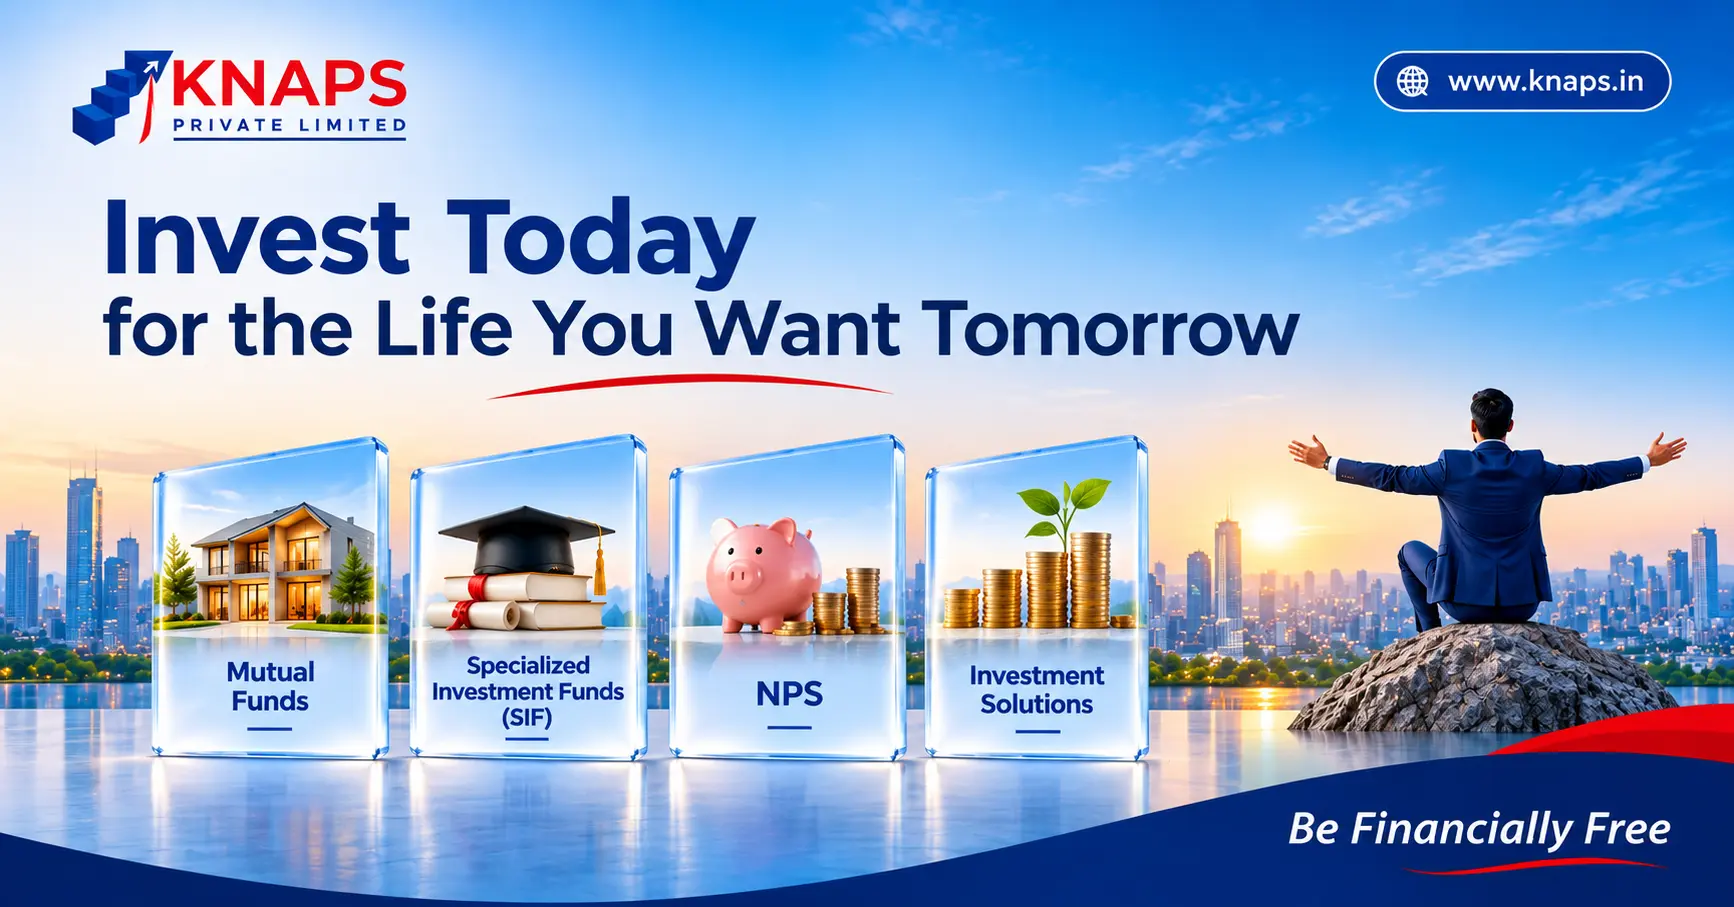 KNAPS
PRIVATE LIMITED
www.knaps.in
Invest Today
for the Life You Want Tomorrow
Mutual
Funds
Specialized
Investment Funds
(SIF)
NPS
Investment
Solutions
Be Financially Free